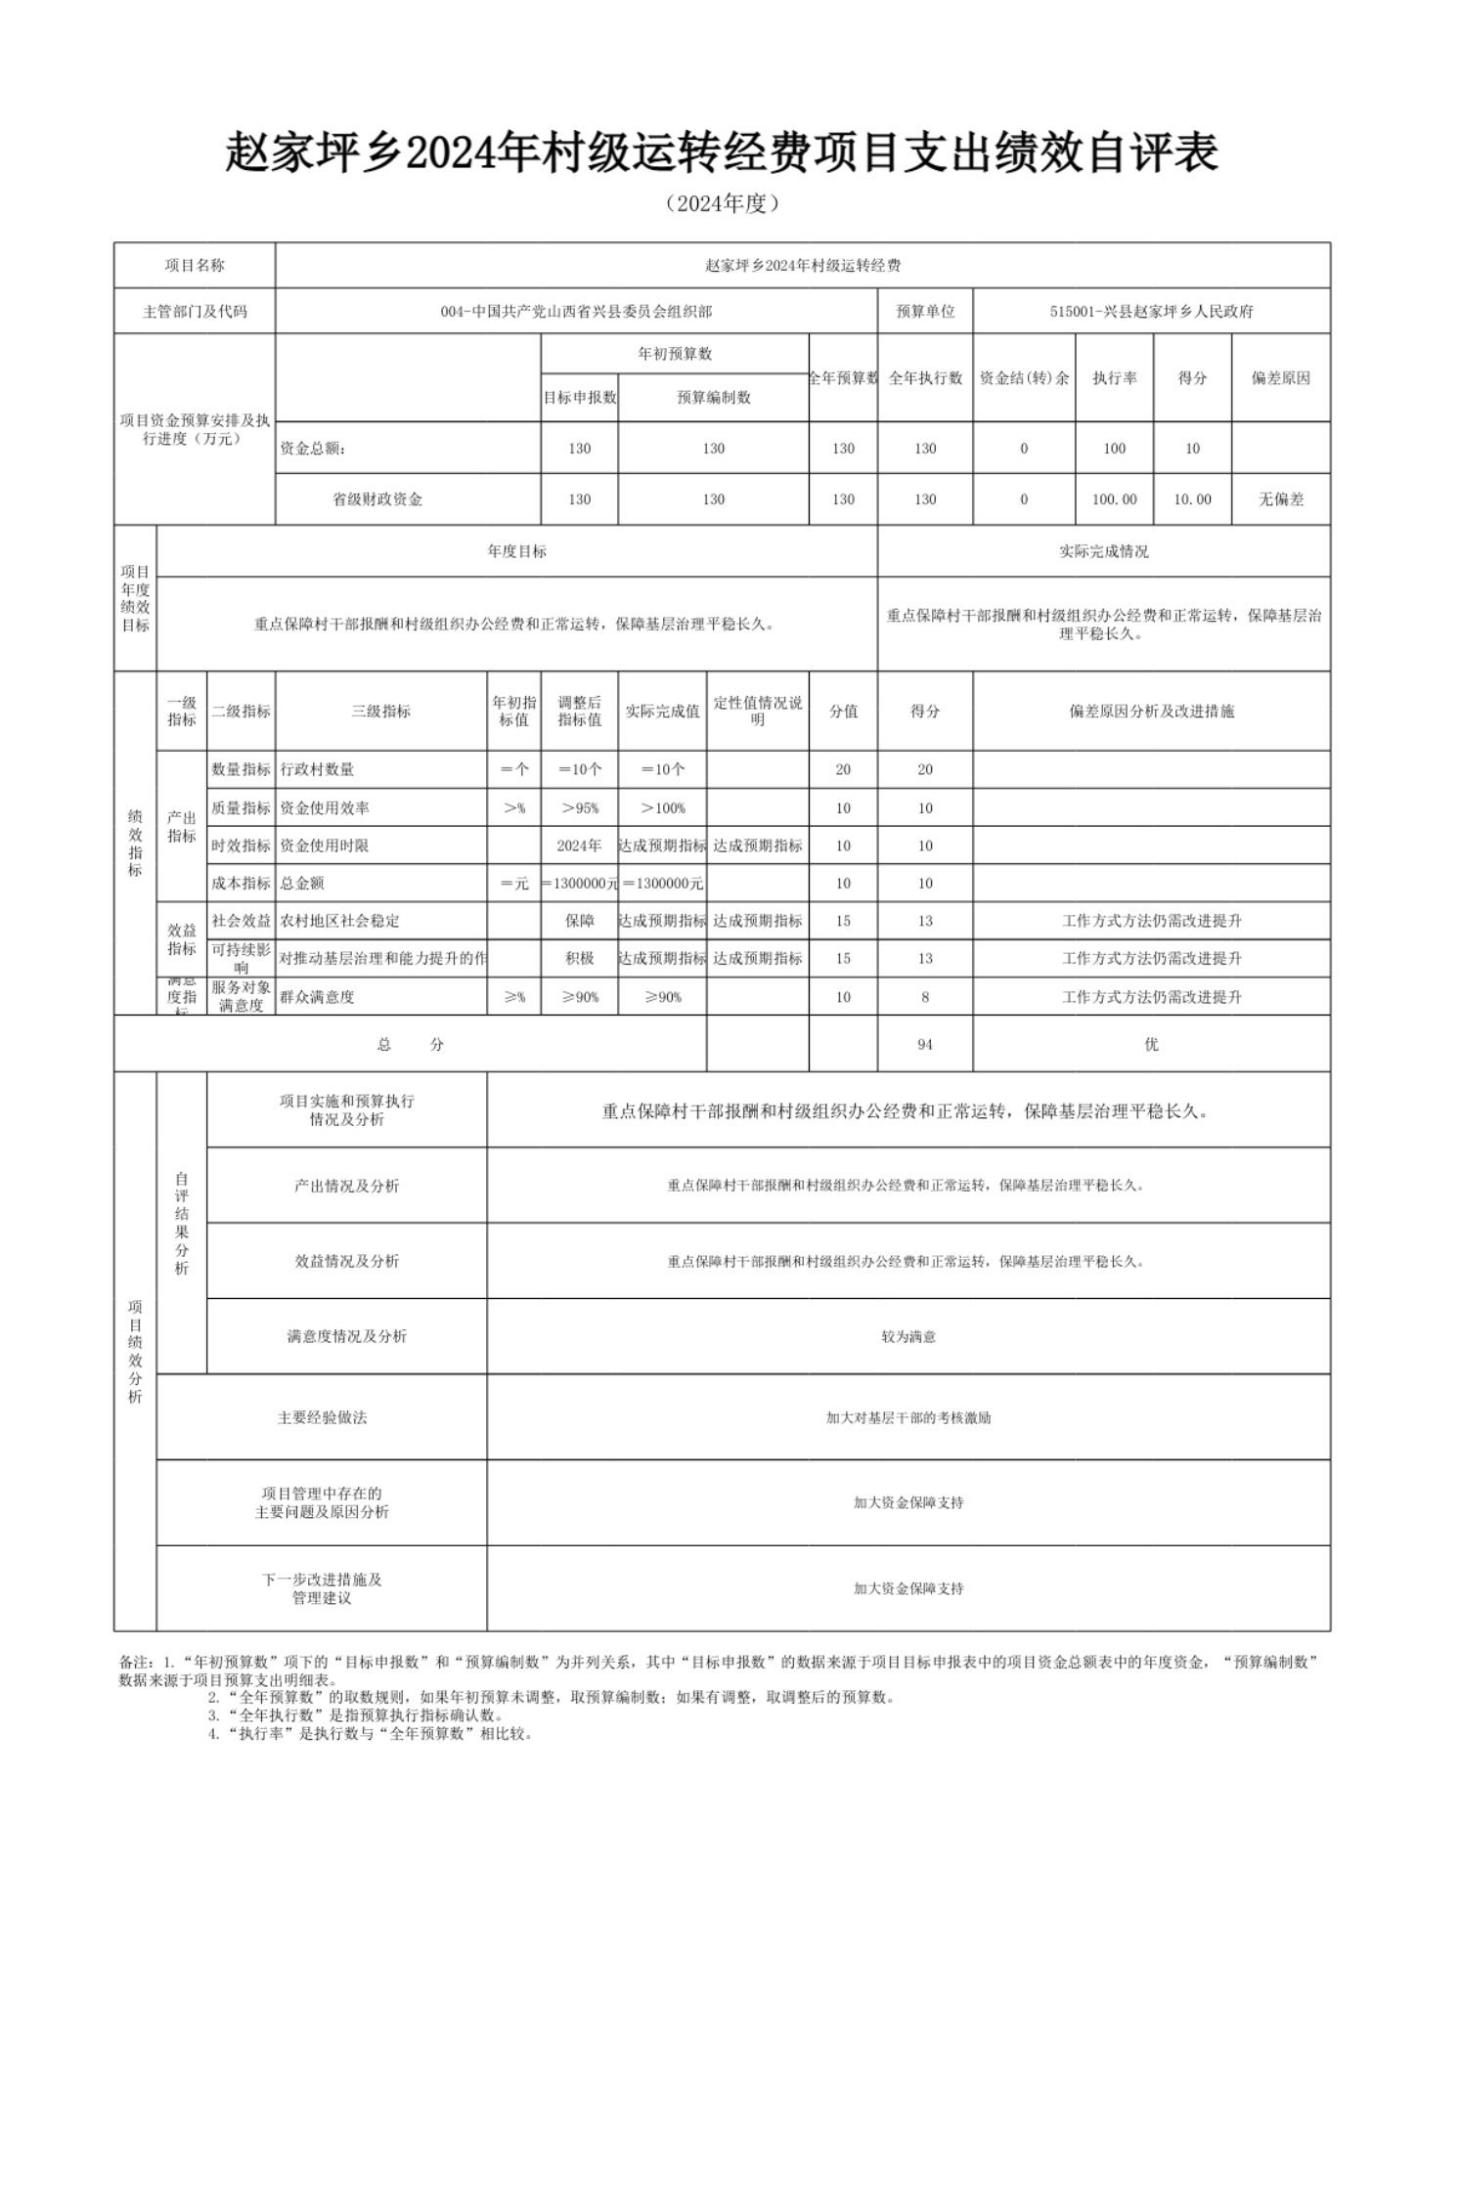 赵家坪乡2024年村级运转经费项目支出绩效自评表
（2024年度）
项目名称 赵家坪乡2024年村级运转经费
主管部门及代码 004-中国共产党山西省兴县委员会组织部 预算单位 515001-兴县赵家坪乡人民政府
项目资金预算安排及执
行进度（万元）
年初预算数
目标申报数 预算编制数
全年预算数 全年执行数 资金结(转)余 执行率 得分 偏差原因
资金总额： 130 130 130 130 0 100 10
省级财政资金 130 130 130 130 0 100.00 10.00 无偏差
项目
年度
绩效
目标
年度目标 实际完成情况
重点保障村干部报酬和村级组织办公经费和正常运转，保障基层治理平稳长久。
重点保障村干部报酬和村级组织办公经费和正常运转，保障基层治
理平稳长久。
绩
效
指
标
一级
指标
二级指标 三级指标
年初指
标值
调整后
指标值
实际完成值
定性值情况说
明
分值 得分 偏差原因分析及改进措施
产出
指标
数量指标 行政村数量 ＝个 ＝10个 ＝10个 20 20
质量指标 资金使用效率 ＞% ＞95% ＞100% 10 10
时效指标 资金使用时限 2024年 达成预期指标 达成预期指标 10 10
成本指标 总金额 ＝元 ＝1300000元 ＝1300000元 10 10
效益
指标
社会效益 农村地区社会稳定 保障 达成预期指标 达成预期指标 15 13 工作方式方法仍需改进提升
可持续影
响
对推动基层治理和能力提升的作 积极 达成预期指标 达成预期指标 15 13 工作方式方法仍需改进提升
满意
度指
标
服务对象
满意度
群众满意度 ≥% ≥90% ≥90% 10 8 工作方式方法仍需改进提升
总 分 94 优
项
目
绩
效
分
析
自
评
结
果
分
析
项目实施和预算执行
情况及分析
重点保障村干部报酬和村级组织办公经费和正常运转，保障基层治理平稳长久。
产出情况及分析 重点保障村干部报酬和村级组织办公经费和正常运转，保障基层治理平稳长久。
效益情况及分析 重点保障村干部报酬和村级组织办公经费和正常运转，保障基层治理平稳长久。
满意度情况及分析 较为满意
主要经验做法 加大对基层干部的考核激励
项目管理中存在的
主要问题及原因分析
加大资金保障支持
下一步改进措施及
管理建议
加大资金保障支持
备注：1.“年初预算数”项下的“目标申报数”和“预算编制数”为并列关系，其中“目标申报数”的数据来源于项目目标申报表中的项目资金总额表中的年度资金，“预算编制数”
数据来源于项目预算支出明细表。
2.“全年预算数”的取数规则，如果年初预算未调整，取预算编制数；如果有调整，取调整后的预算数。
3.“全年执行数”是指预算执行指标确认数。
4.“执行率”是执行数与“全年预算数”相比较。